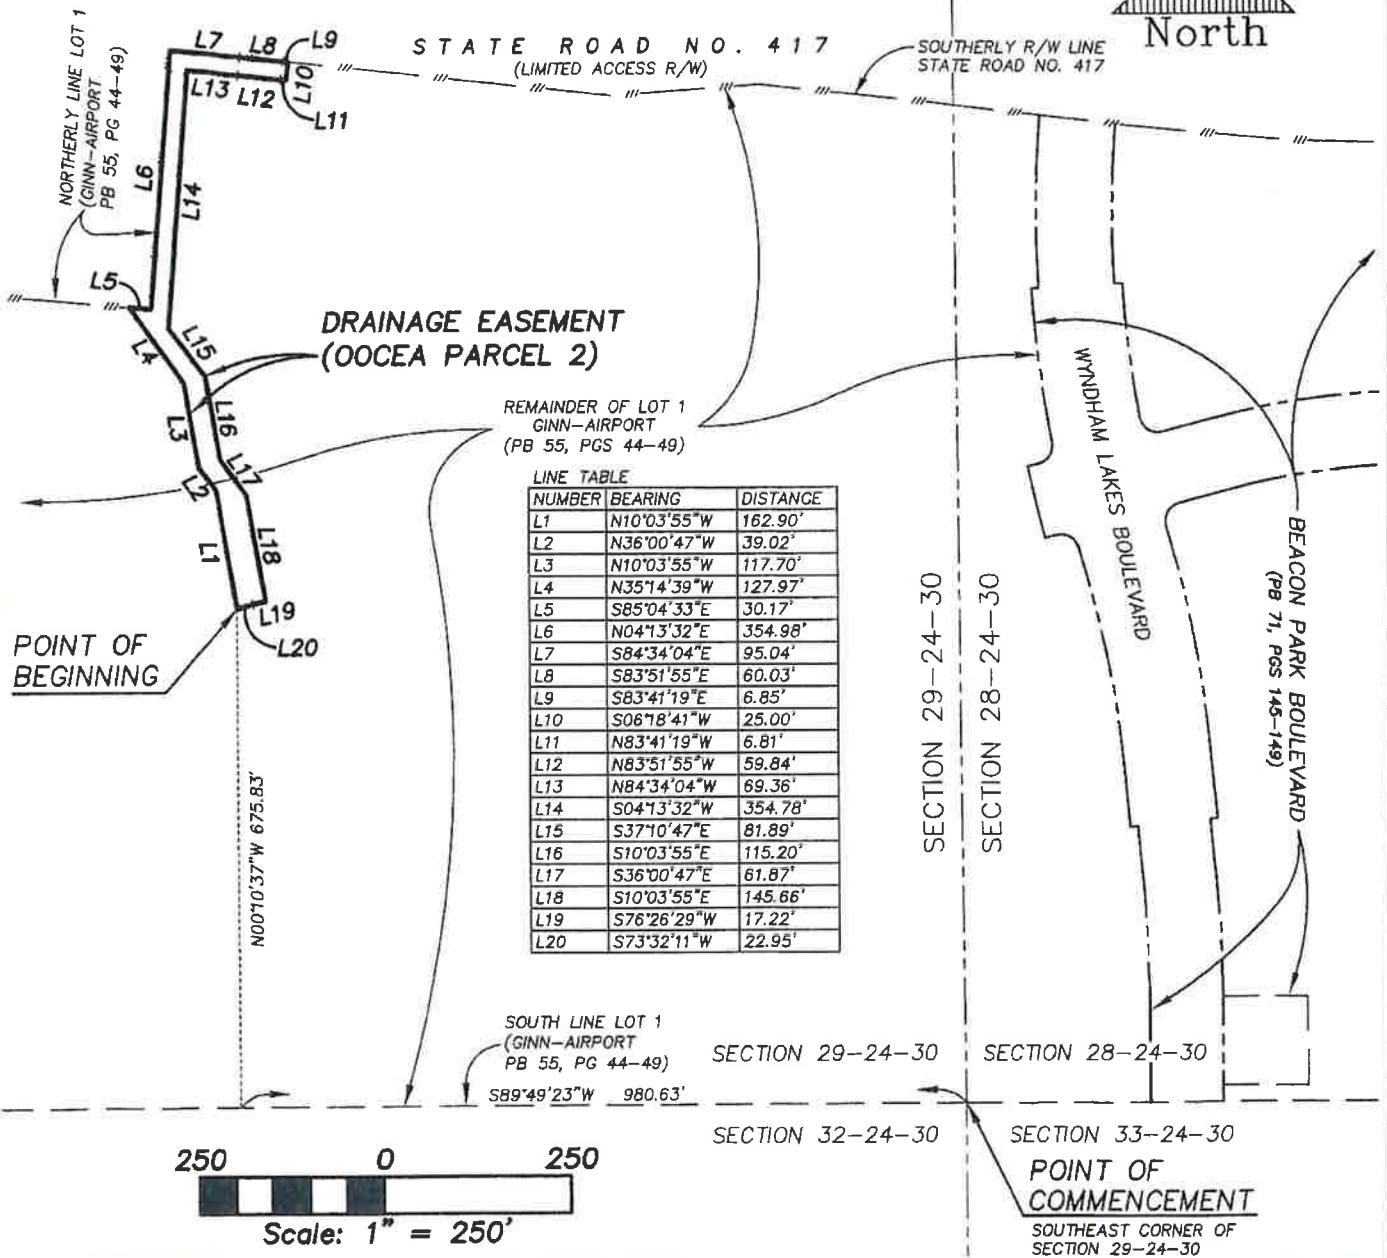 North
STATE ROAD NO. 417
(LIMITED ACCESS R/W)
SOUTHERLY R/W LINE
STATE ROAD NO. 417
NORTHERLY LINE LOT 1
(GINN-AIRPORT
PB 55, PG 44-49)
L7
L8
L9
L10
L11
L12
L13
L6
L14
L5
L4
L15
L3
L16
L17
L2
L1
L18
L19
L20
DRAINAGE EASEMENT
(OOCEA PARCEL 2)
REMAINDER OF LOT 1
GINN-AIRPORT
(PB 55, PGS 44-49)
POINT OF
BEGINNING
N00°10'37"W 675.83'
LINE TABLE
NUMBER BEARING DISTANCE
L1 N10°03'55"W 162.90'
L2 N36°00'47"W 39.02'
L3 N10°03'55"W 117.70'
L4 N35°14'39"W 127.97'
L5 S85°04'33"E 30.17'
L6 N04°13'32"E 354.98'
L7 S84°34'04"E 95.04'
L8 S83°51'55"E 60.03'
L9 S83°41'19"E 6.85'
L10 S06°18'41"W 25.00'
L11 N83°41'19"W 6.81'
L12 N83°51'55"W 59.84'
L13 N84°34'04"W 69.36'
L14 S04°13'32"W 354.78'
L15 S37°10'47"E 81.89'
L16 S10°03'55"E 115.20'
L17 S36°00'47"E 61.87'
L18 S10°03'55"E 145.66'
L19 S76°26'29"W 17.22'
L20 S73°32'11"W 22.95'
WYNDHAM LAKES BOULEVARD
BEACON PARK BOULEVARD
(PB 71, PGS 145-149)
SECTION 29-24-30
SECTION 28-24-30
SOUTH LINE LOT 1
(GINN-AIRPORT
PB 55, PG 44-49)
S89°49'23"W 980.63'
SECTION 29-24-30
SECTION 28-24-30
SECTION 32-24-30
SECTION 33-24-30
POINT OF
COMMENCEMENT
SOUTHEAST CORNER OF
SECTION 29-24-30
250 0 250
Scale: 1" = 250'